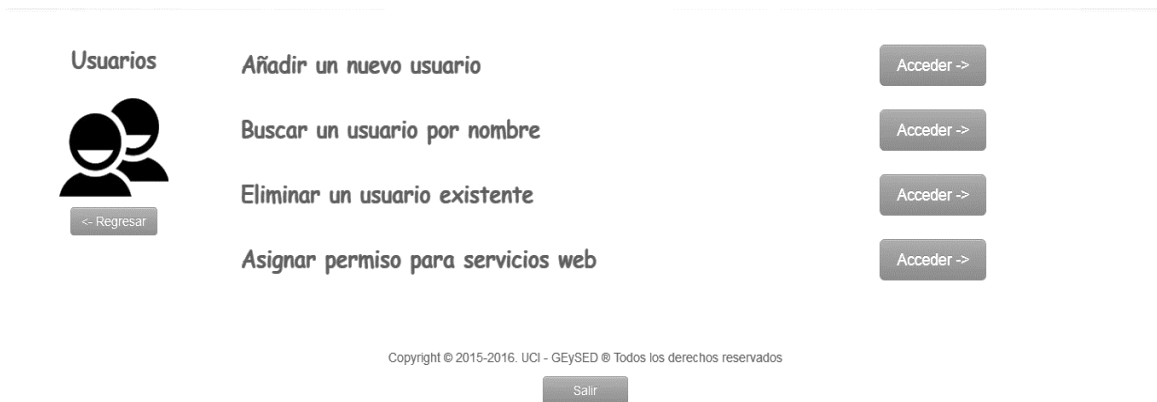 Usuarios
Añadir un nuevo usuario
Acceder ->
Buscar un usuario por nombre
Acceder ->
Eliminar un usuario existente
Acceder ->
<- Regresar
Asignar permiso para servicios web
Acceder ->
Copyright © 2015-2016. UCI - GEySED ® Todos los derechos reservados
Salir